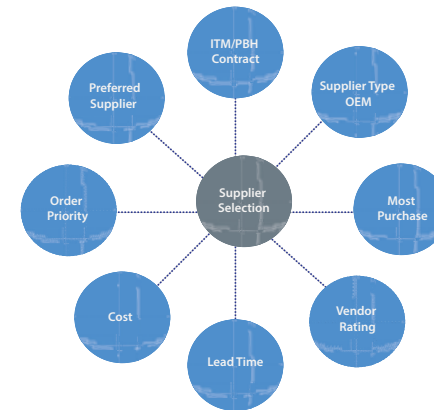 ITM/PBH
Contract
Preferred
Supplier
Supplier Type
OEM
Order
Priority
Supplier
Selection
Most
Purchase
Cost
Vendor
Rating
Lead Time